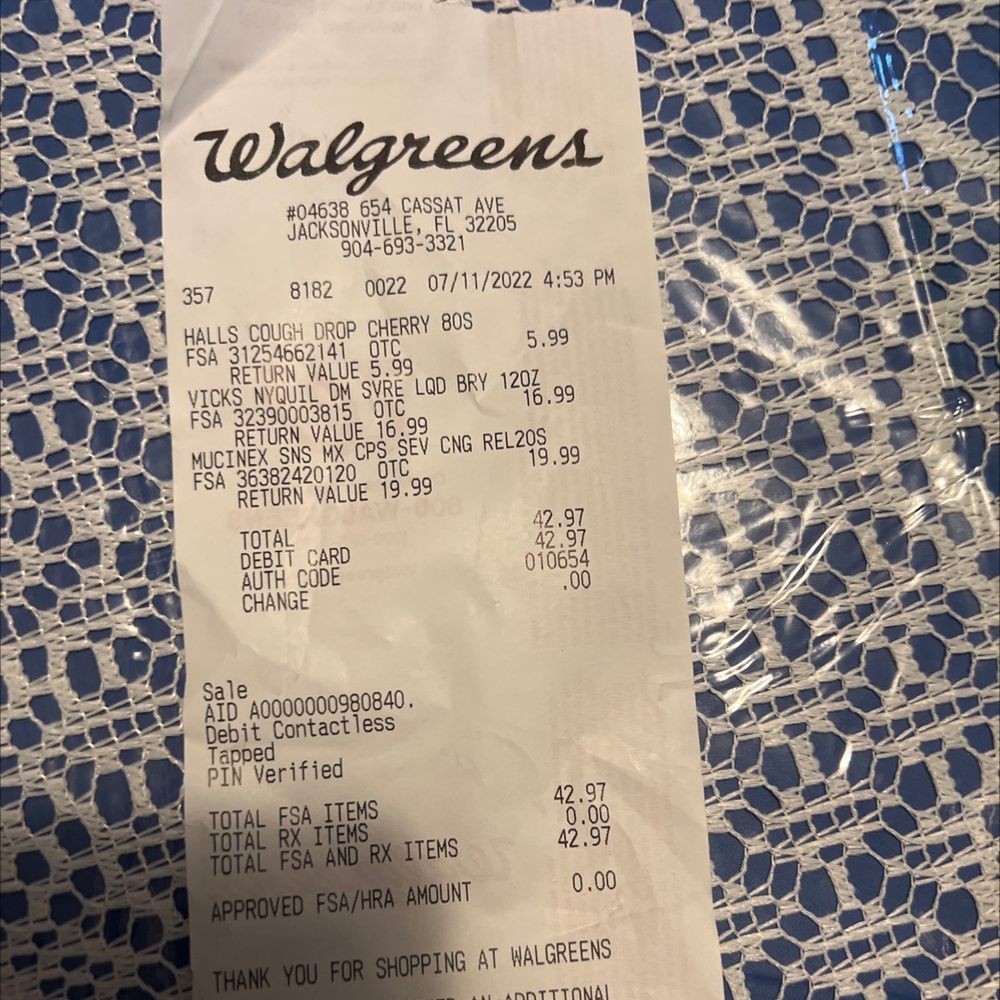 Walgreens
#04638 654 CASSAT AVE
JACKSONVILLE, FL 32205
904-693-3321
357 8182 0022 07/11/2022 4:53 PM
HALLS COUGH DROP CHERRY 80S
FSA 31254662141 OTC 5.99
RETURN VALUE 5.99
VICKS NYQUIL DM SVRE LQD BRY 12OZ
FSA 32390003815 OTC 16.99
RETURN VALUE 16.99
MUCINEX SNS MX CPS SEV CNG REL20S
FSA 36382420120 OTC 19.99
RETURN VALUE 19.99
TOTAL 42.97
DEBIT CARD 42.97
AUTH CODE 010654
CHANGE .00
Sale
AID A0000000980840.
Debit Contactless
Tapped
PIN Verified
TOTAL FSA ITEMS 42.97
TOTAL RX ITEMS 0.00
TOTAL FSA AND RX ITEMS 42.97
APPROVED FSA/HRA AMOUNT 0.00
THANK YOU FOR SHOPPING AT WALGREENS
AN ADDITIONAL